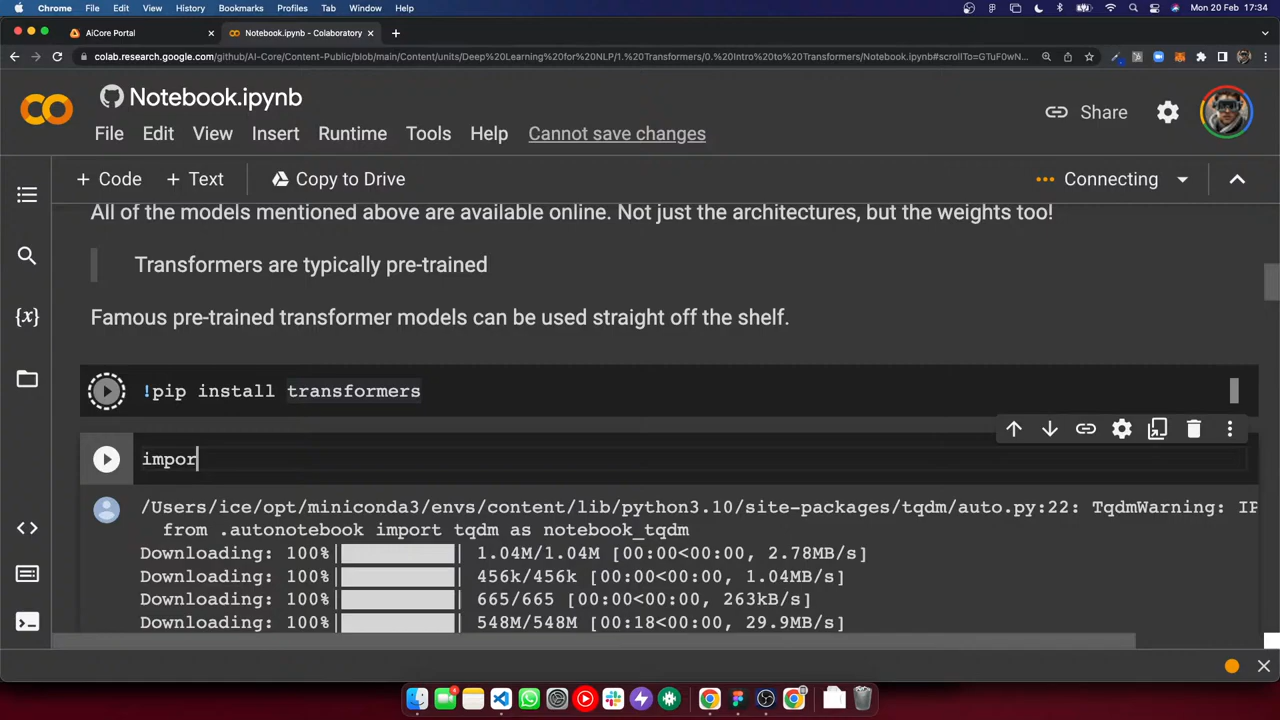 Chrome File Edit View History Bookmarks Profiles Tab Window Help Mon 20 Feb 17:34
AiCore Portal Notebook.ipynb - Colaboratory
colab.research.google.com/github/AI-Core/Content-Public/blob/main/Content/units/Deep%20Learning%20for%20NLP/1.%20Transformers/0.%20Intro%20to%20Transformers/Notebook.ipynb#scrollTo=GTuF0wN...
Notebook.ipynb
Share
File Edit View Insert Runtime Tools Help Cannot save changes
+ Code + Text Copy to Drive Connecting
All of the models mentioned above are available online. Not just the architectures, but the weights too!
Transformers are typically pre-trained
Famous pre-trained transformer models can be used straight off the shelf.
!pip install transformers
impor
/Users/ice/opt/miniconda3/envs/content/lib/python3.10/site-packages/tqdm/auto.py:22: TqdmWarning: IP
from .autonotebook import tqdm as notebook_tqdm
Downloading: 100%| | 1.04M/1.04M [00:00<00:00, 2.78MB/s]
Downloading: 100%| | 456k/456k [00:00<00:00, 1.04MB/s]
Downloading: 100%| | 665/665 [00:00<00:00, 263kB/s]
Downloading: 100%| | 548M/548M [00:18<00:00, 29.9MB/s]